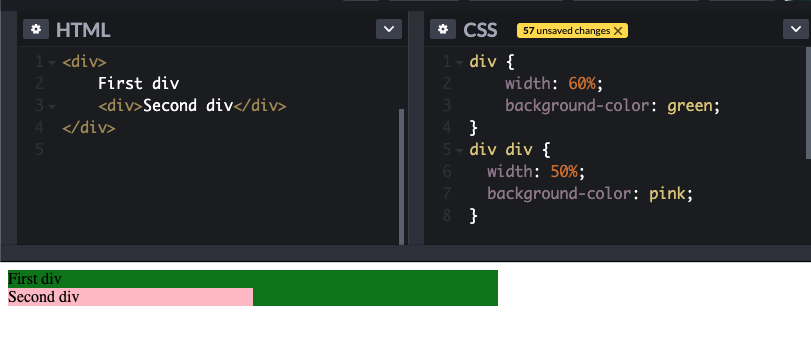 HTML
1 <div>
2 First div
3 <div>Second div</div>
4 </div>
5
CSS 57 unsaved changes ×
1 div {
2 width: 60%;
3 background-color: green;
4 }
5 div div {
6 width: 50%;
7 background-color: pink;
8 }
First div
Second div